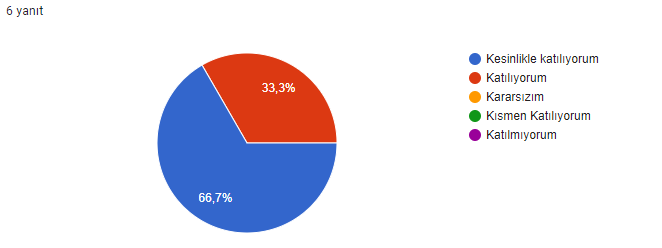 6 yanıt
33,3%
66,7%
Kesinlikle katılıyorum
Katılıyorum
Kararsızım
Kısmen Katılıyorum
Katılmıyorum